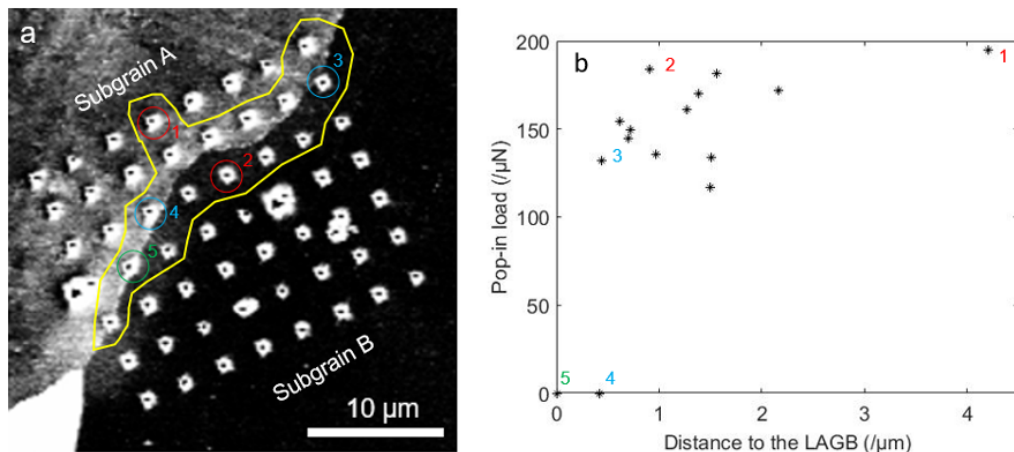 a
Subgrain A
1
2
3
4
5
Subgrain B
10 µm
b
Pop-in load (/µN)
200
150
100
50
0
1
2
3
5
4
0
1
2
3
4
Distance to the LAGB (/µm)